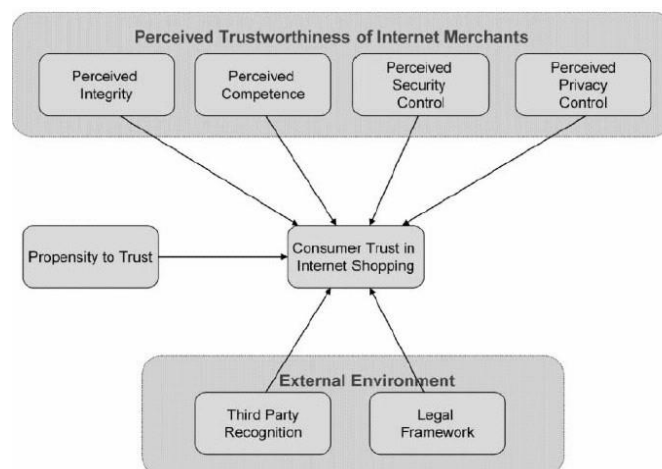 Perceived Trustworthiness of Internet Merchants
Perceived
Integrity
Perceived
Competence
Perceived
Security
Control
Perceived
Privacy
Control
Propensity to Trust
Consumer Trust in
Internet Shopping
External Environment
Third Party
Recognition
Legal
Framework